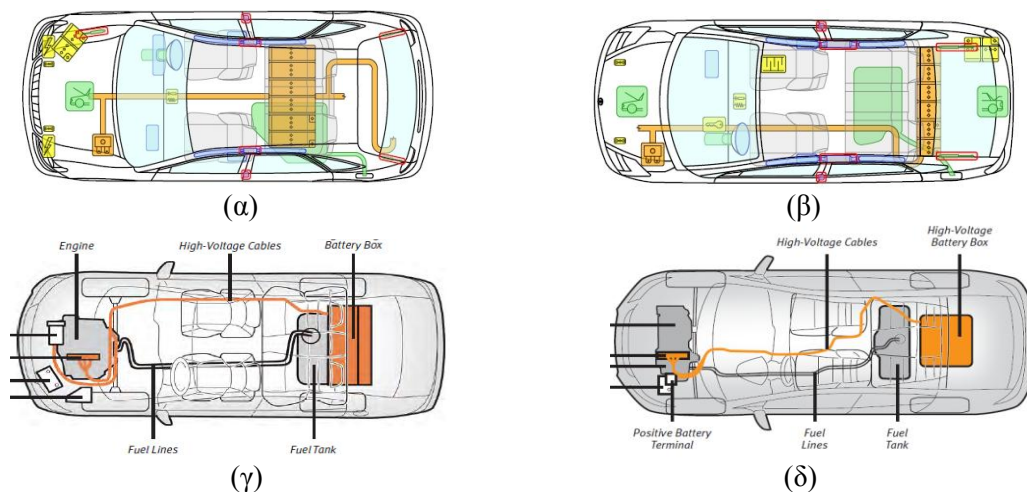 (α)
(β)
Engine
High-Voltage Cables
Battery Box
Fuel Lines
Fuel Tank
(γ)
High-Voltage Cables
High-Voltage
Battery Box
Positive Battery
Terminal
Fuel
Lines
Fuel
Tank
(δ)